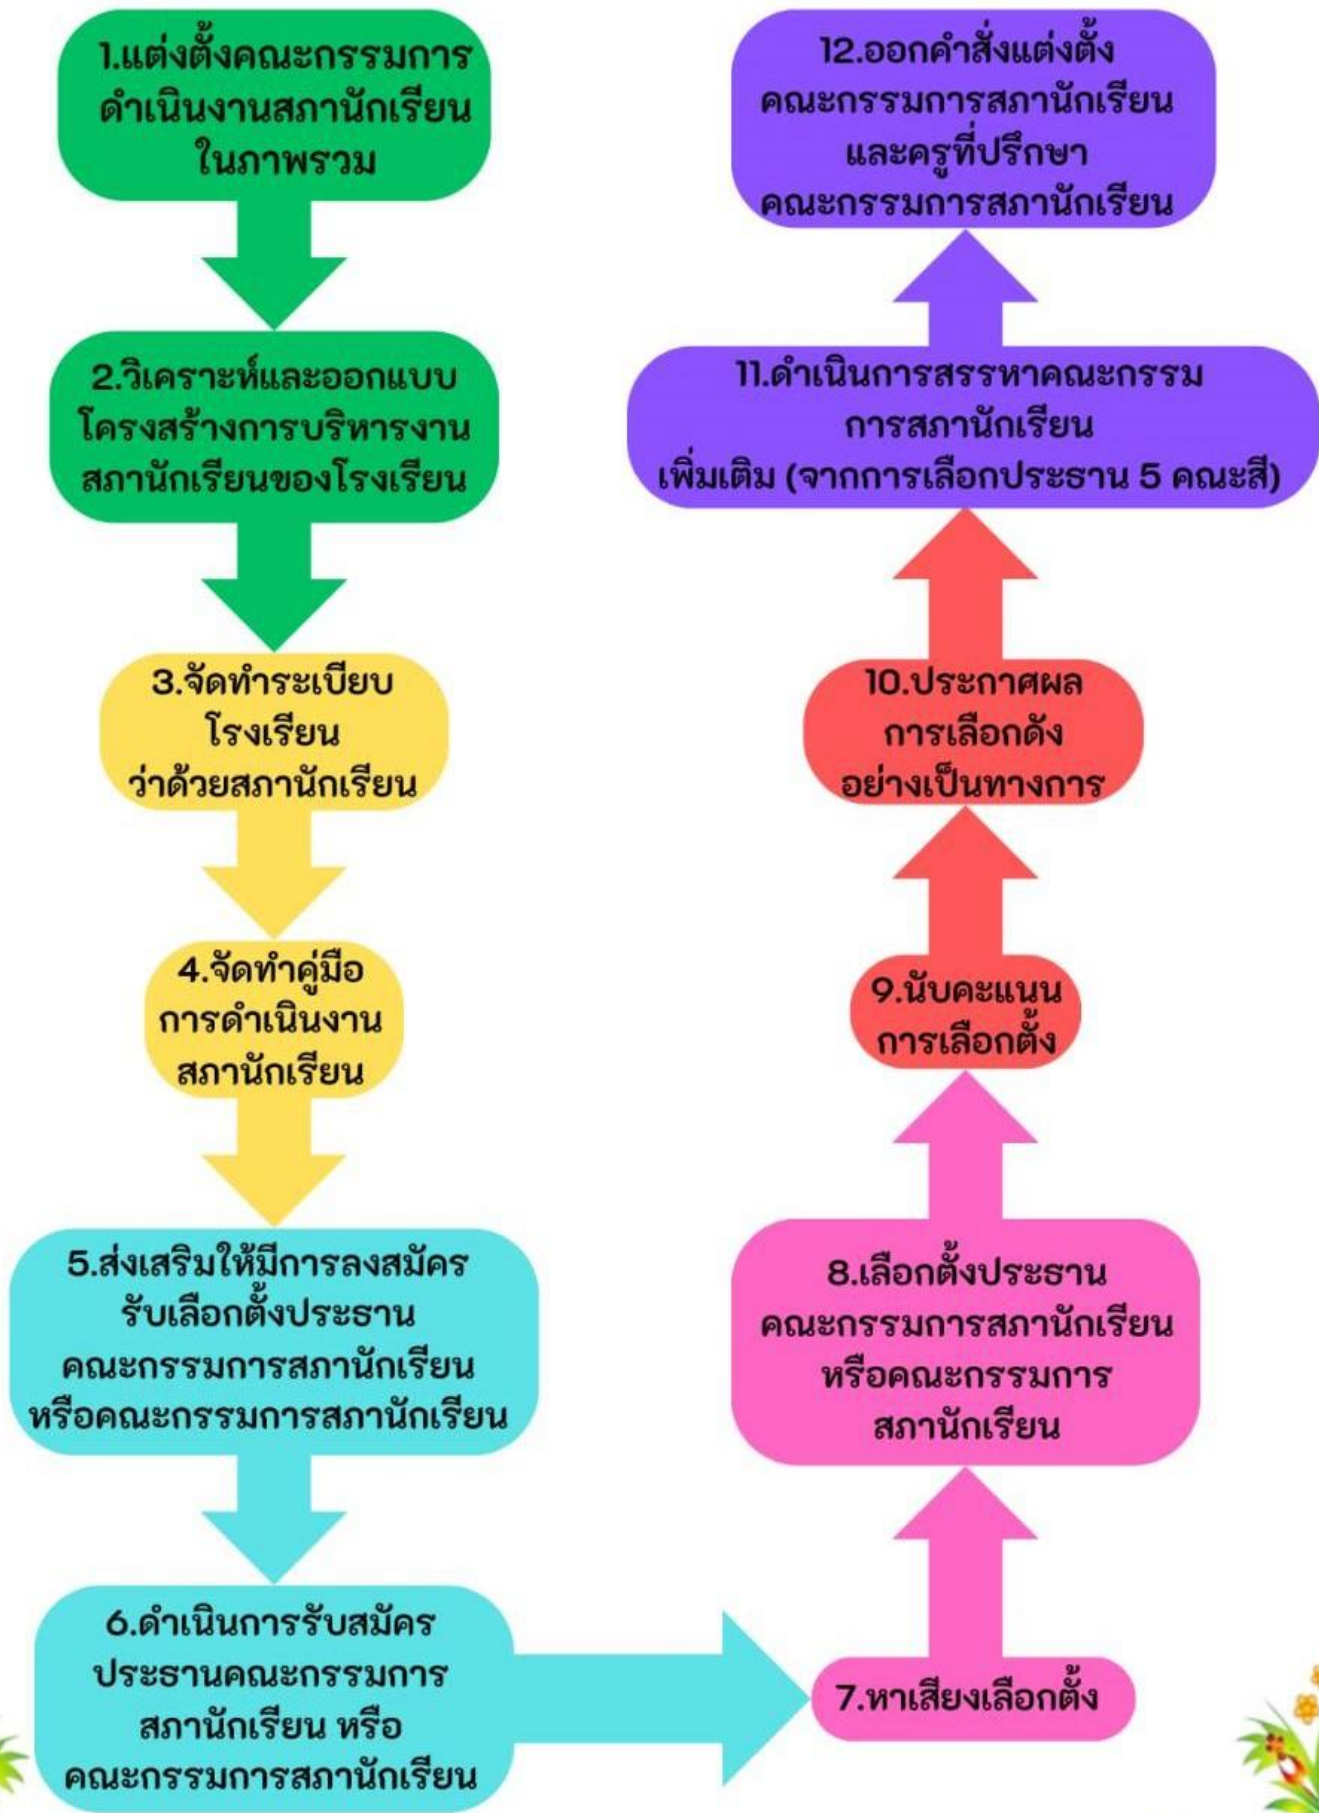 1.แต่งตั้งคณะกรรมการ
ดำเนินงานสภานักเรียน
ในภาพรวม
2.วิเคราะห์และออกแบบ
โครงสร้างการบริหารงาน
สภานักเรียนของโรงเรียน
3.จัดทำระเบียบ
โรงเรียน
ว่าด้วยสภานักเรียน
4.จัดทำคู่มือ
การดำเนินงาน
สภานักเรียน
5.ส่งเสริมให้มีการลงสมัคร
รับเลือกตั้งประธาน
คณะกรรมการสภานักเรียน
หรือคณะกรรมการสภานักเรียน
6.ดำเนินการรับสมัคร
ประธานคณะกรรมการ
สภานักเรียน หรือ
คณะกรรมการสภานักเรียน
7.หาเสียงเลือกตั้ง
8.เลือกตั้งประธาน
คณะกรรมการสภานักเรียน
หรือคณะกรรมการ
สภานักเรียน
9.นับคะแนน
การเลือกตั้ง
10.ประกาศผล
การเลือกดัง
อย่างเป็นทางการ
11.ดำเนินการสรรหาคณะกรรม
การสภานักเรียน
เพิ่มเติม (จากการเลือกประธาน 5 คณะสี)
12.ออกคำสั่งแต่งตั้ง
คณะกรรมการสภานักเรียน
และครูที่ปรึกษา
คณะกรรมการสภานักเรียน